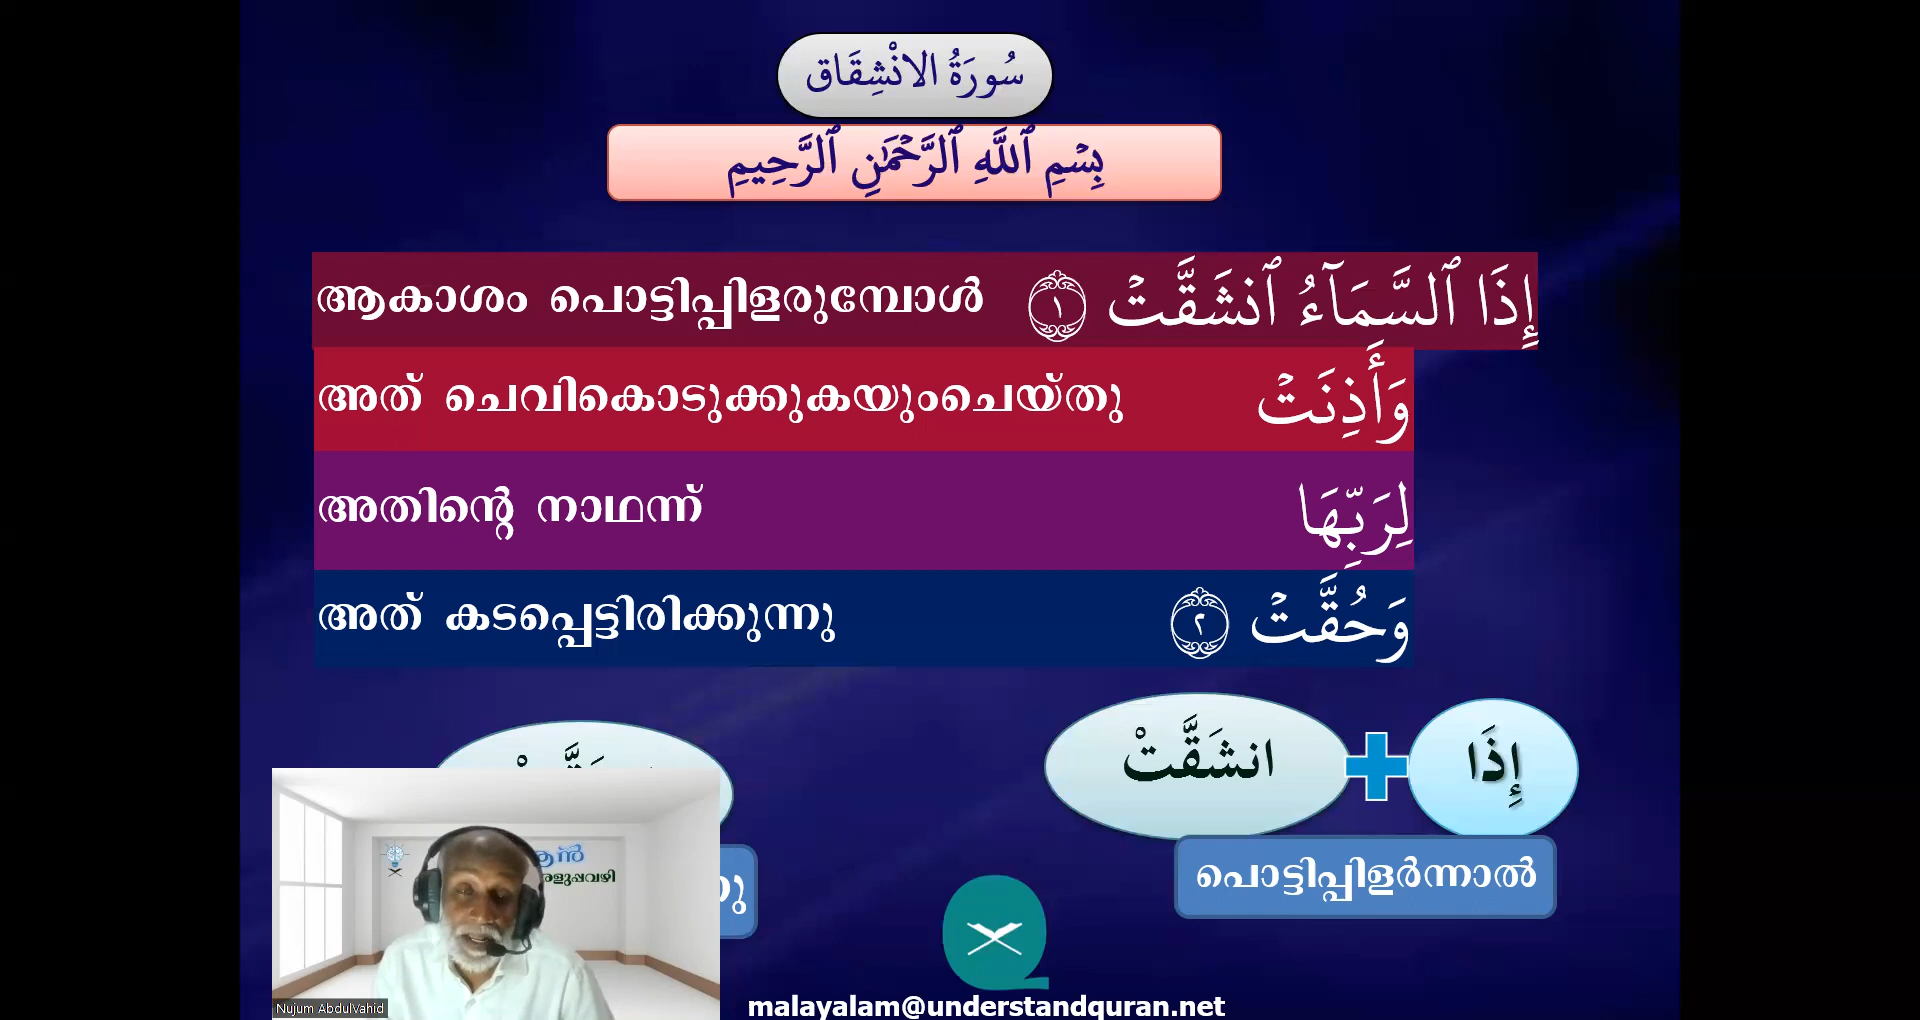 سُورَةُ الانْشِقَاق
بِسۡمِ ٱللَّهِ ٱلرَّحۡمَٰنِ ٱلرَّحِيمِ
إِذَا ٱلسَّمَآءُ ٱنشَقَّتۡ ١ ആകാശം പൊട്ടിപ്പിളരുമ്പോൾ
وَأَذِنَتۡ അത് ചെവികൊടുക്കുകയുംചെയ്തു
لِرَبِّهَا അതിന്റെ നാഥന്ന്
وَحُقَّتۡ ٢ അത് കടപ്പെട്ടിരിക്കുന്നു
إِذَا + انشَقَّتْ
പൊട്ടിപ്പിളർന്നാൽ
Nujum AbdulVahid
malayalam@understandquran.net